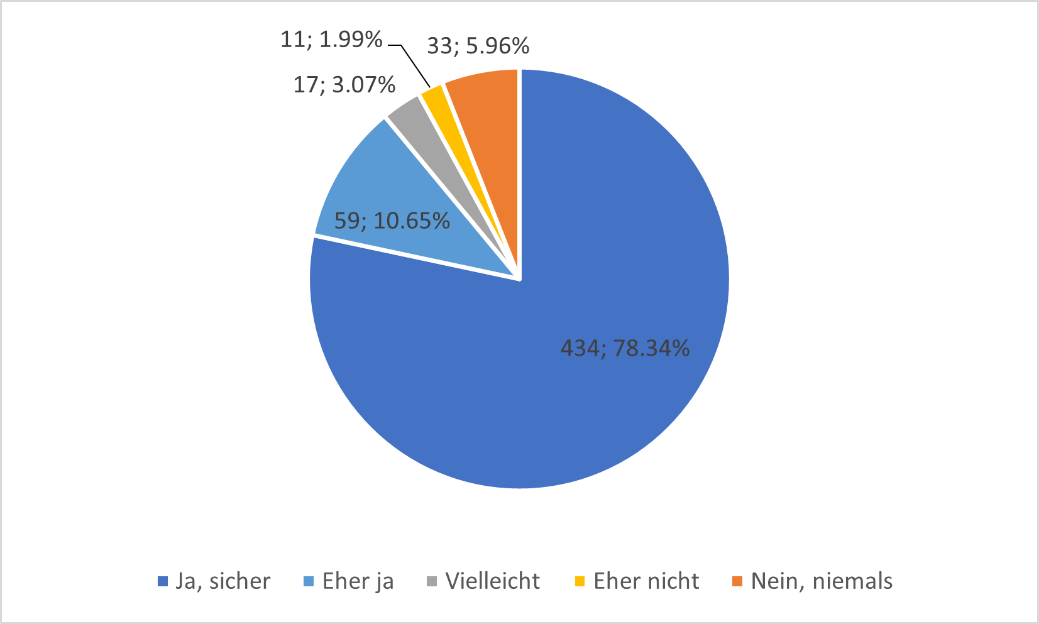 11; 1.99%
33; 5.96%
17; 3.07%
59; 10.65%
434; 78.34%
Ja, sicher
Eher ja
Vielleicht
Eher nicht
Nein, niemals